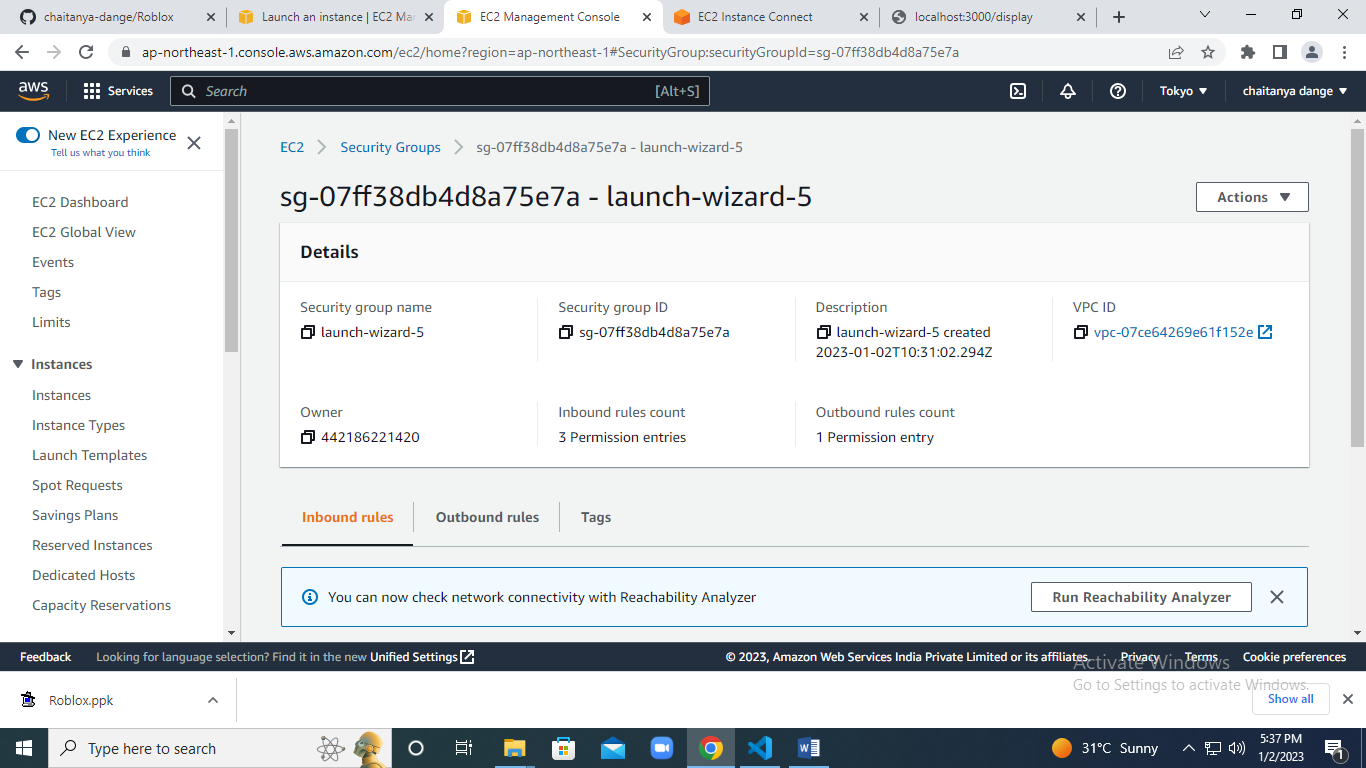 chaitanya-dange/Roblox
Launch an instance | EC2 Mar
EC2 Management Console
EC2 Instance Connect
localhost:3000/display
ap-northeast-1.console.aws.amazon.com/ec2/home?region=ap-northeast-1#SecurityGroup:securityGroupId=sg-07ff38db4d8a75e7a
aws
Services
Search
[Alt+S]
Tokyo
chaitanya dange
New EC2 Experience
Tell us what you think
EC2 Dashboard
EC2 Global View
Events
Tags
Limits
Instances
Instances
Instance Types
Launch Templates
Spot Requests
Savings Plans
Reserved Instances
Dedicated Hosts
Capacity Reservations
EC2 Security Groups sg-07ff38db4d8a75e7a - launch-wizard-5
sg-07ff38db4d8a75e7a - launch-wizard-5
Actions
Details
Security group name
launch-wizard-5
Security group ID
sg-07ff38db4d8a75e7a
Description
launch-wizard-5 created
2023-01-02T10:31:02.294Z
VPC ID
vpc-07ce64269e61f152e
Owner
442186221420
Inbound rules count
3 Permission entries
Outbound rules count
1 Permission entry
Inbound rules
Outbound rules
Tags
You can now check network connectivity with Reachability Analyzer
Run Reachability Analyzer
Feedback
Looking for language selection? Find it in the new Unified Settings
© 2023, Amazon Web Services India Private Limited or its affiliates.
Privacy
Terms
Cookie preferences
Activate Windows
Go to Settings to activate Windows.
Roblox.ppk
Show all
Type here to search
31°C Sunny
5:37 PM
1/2/2023
1